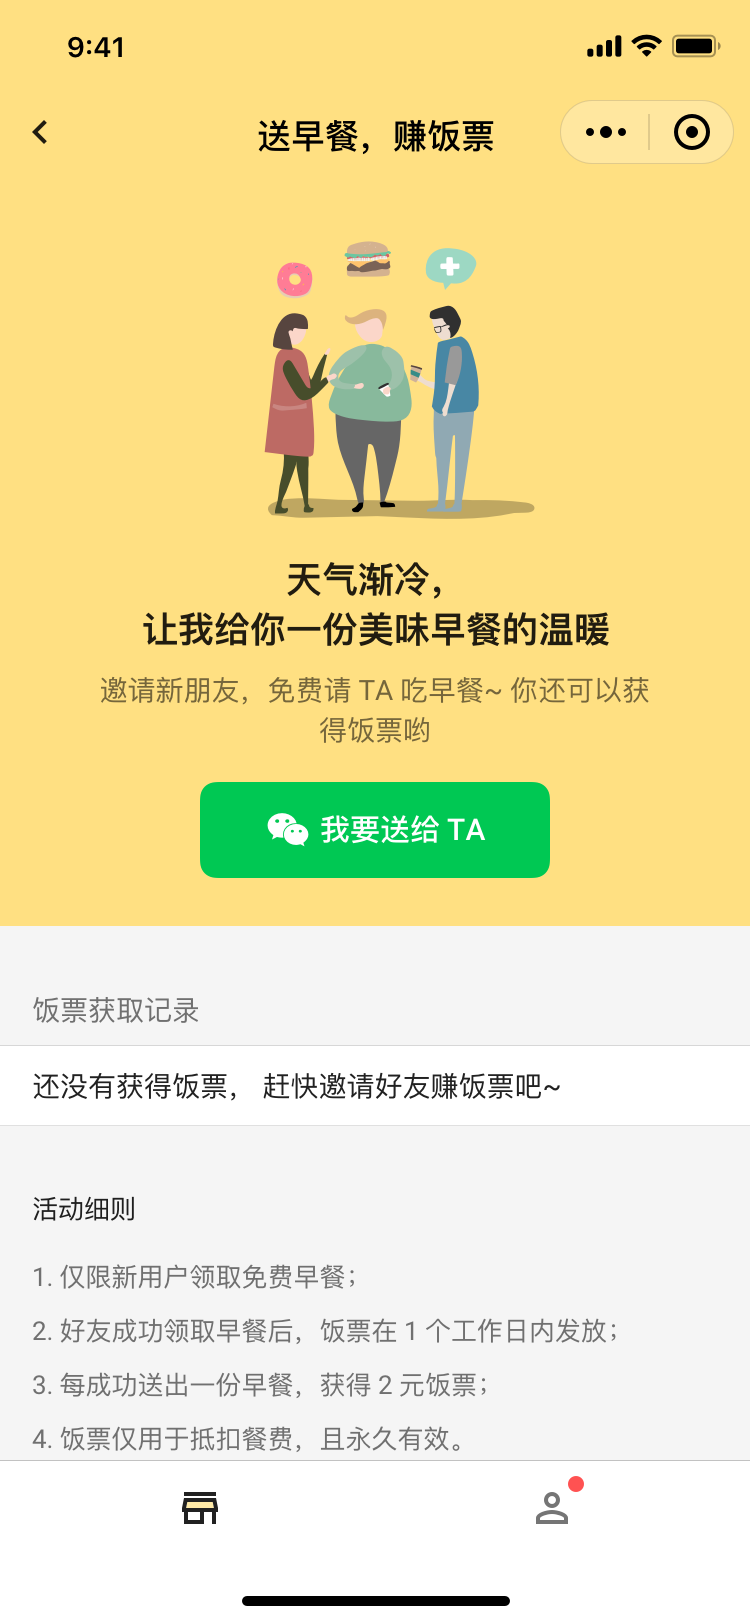 9:41
送早餐，赚饭票
天气渐冷，
让我给你一份美味早餐的温暖
邀请新朋友，免费请 TA 吃早餐~ 你还可以获
得饭票哟
我要送给 TA
饭票获取记录
还没有获得饭票， 赶快邀请好友赚饭票吧~
活动细则
1. 仅限新用户领取免费早餐；
2. 好友成功领取早餐后，饭票在 1 个工作日内发放；
3. 每成功送出一份早餐，获得 2 元饭票；
4. 饭票仅用于抵扣餐费，且永久有效。